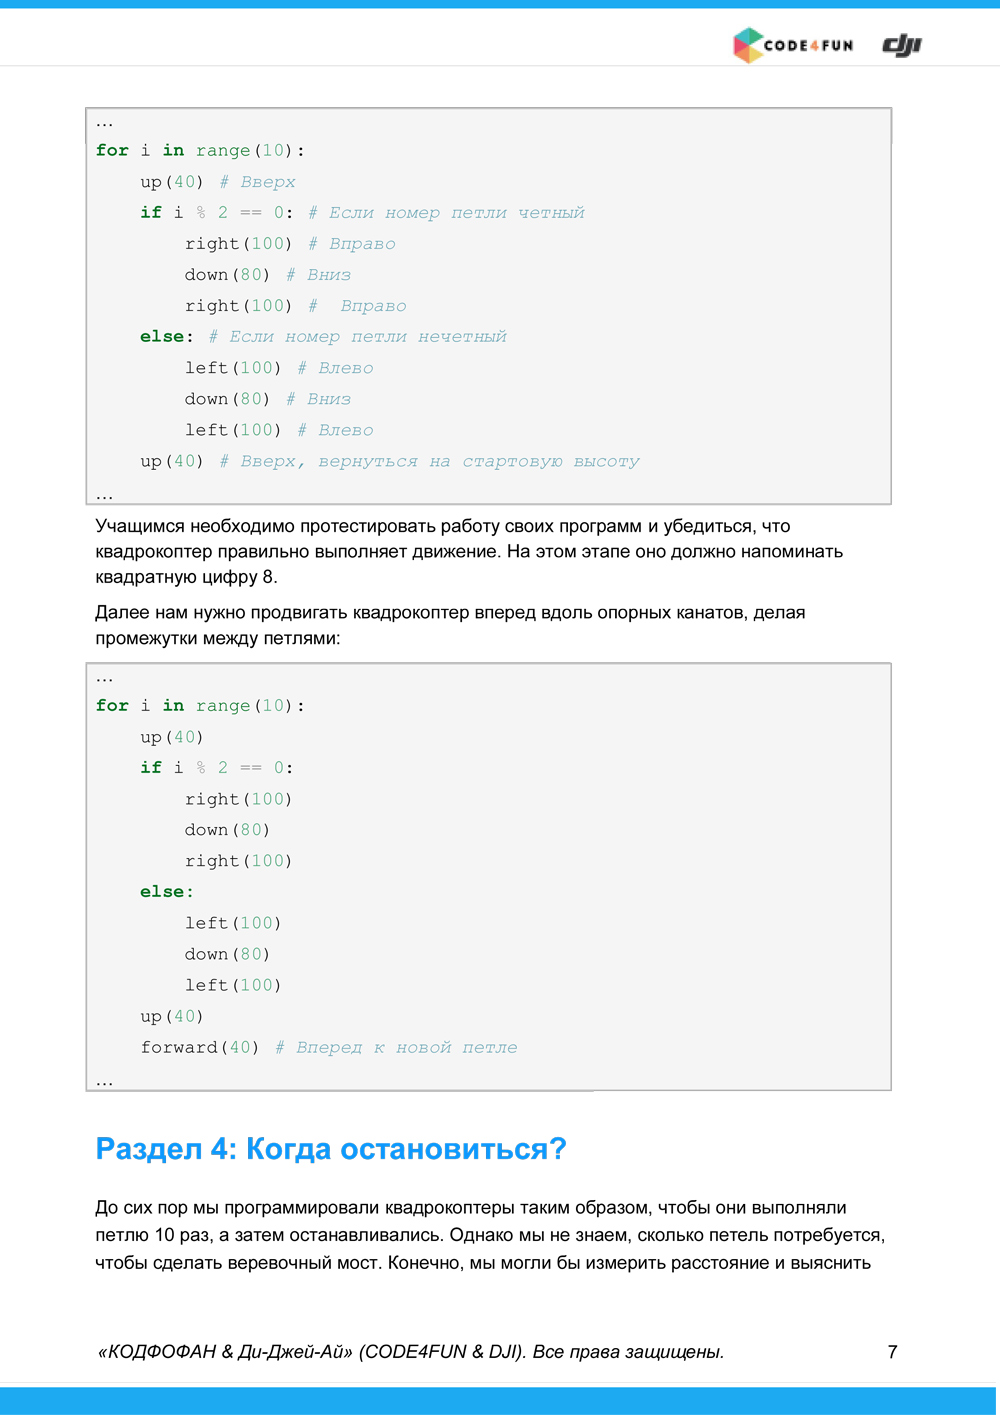 CODE4FUN dji
...
for i in range(10):
    up(40) # Вверх
    if i % 2 == 0: # Если номер петли четный
        right(100) # Вправо
        down(80) # Вниз
        right(100) #  Вправо
    else: # Если номер петли нечетный
        left(100) # Влево
        down(80) # Вниз
        left(100) # Влево
    up(40) # Вверх, вернуться на стартовую высоту
...
Учащимся необходимо протестировать работу своих программ и убедиться, что
квадрокоптер правильно выполняет движение. На этом этапе оно должно напоминать
квадратную цифру 8.
Далее нам нужно продвигать квадрокоптер вперед вдоль опорных канатов, делая
промежутки между петлями:
...
for i in range(10):
    up(40)
    if i % 2 == 0:
        right(100)
        down(80)
        right(100)
    else:
        left(100)
        down(80)
        left(100)
    up(40)
    forward(40) # Вперед к новой петле
...
Раздел 4: Когда остановиться?
До сих пор мы программировали квадрокоптеры таким образом, чтобы они выполняли
петлю 10 раз, а затем останавливались. Однако мы не знаем, сколько петель потребуется,
чтобы сделать веревочный мост. Конечно, мы могли бы измерить расстояние и выяснить
«КОДФОФАН & Ди-Джей-Ай» (CODE4FUN & DJI). Все права защищены. 7